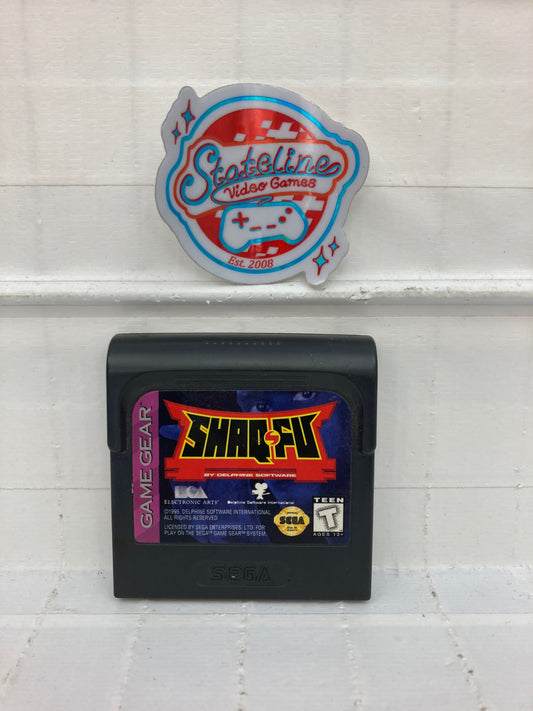 Stateline
Video Games
Est. 2008
GAME GEAR™
SHAQ-FU
BY DELPHINE SOFTWARE
ELECTRONIC ARTS®
Delphine Software International
©1995. DELPHINE SOFTWARE INTERNATIONAL
ALL RIGHTS RESERVED.
LICENSED BY SEGA ENTERPRISES, LTD. FOR
PLAY ON THE SEGA™ GAME GEAR™ SYSTEM.
SEGA
TEEN
T
AGES 13+
SEGA